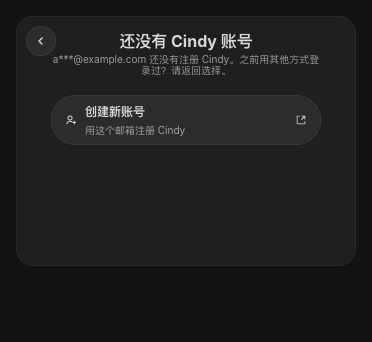 还没有 Cindy 账号
a***@example.com 还没有注册 Cindy。之前用其他方式登
录过？请返回选择。
创建新账号
用这个邮箱注册 Cindy